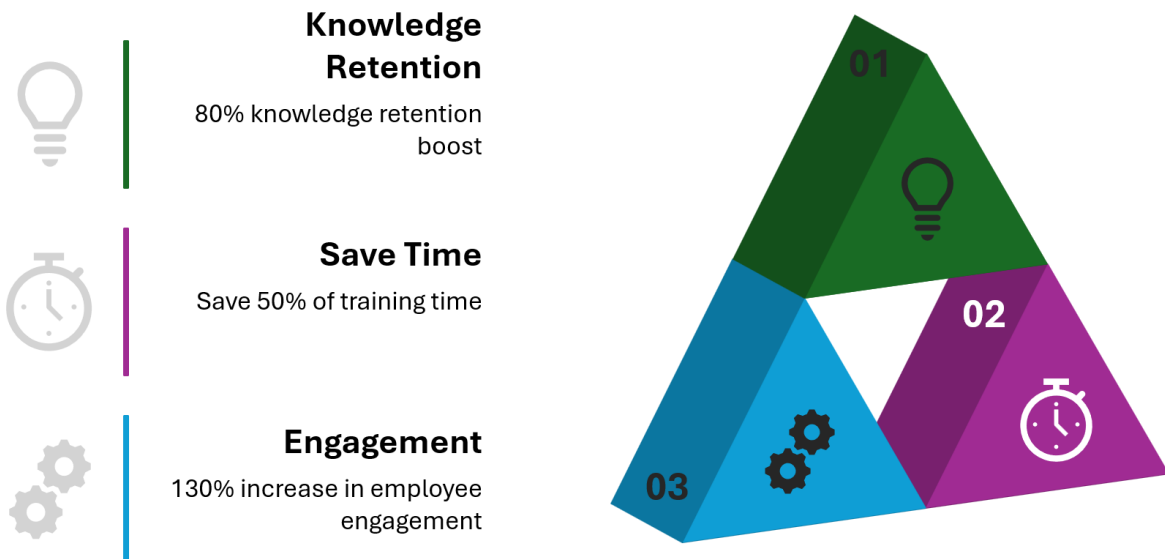 Knowledge
Retention
80% knowledge retention
boost
Save Time
Save 50% of training time
Engagement
130% increase in employee
engagement
01
02
03